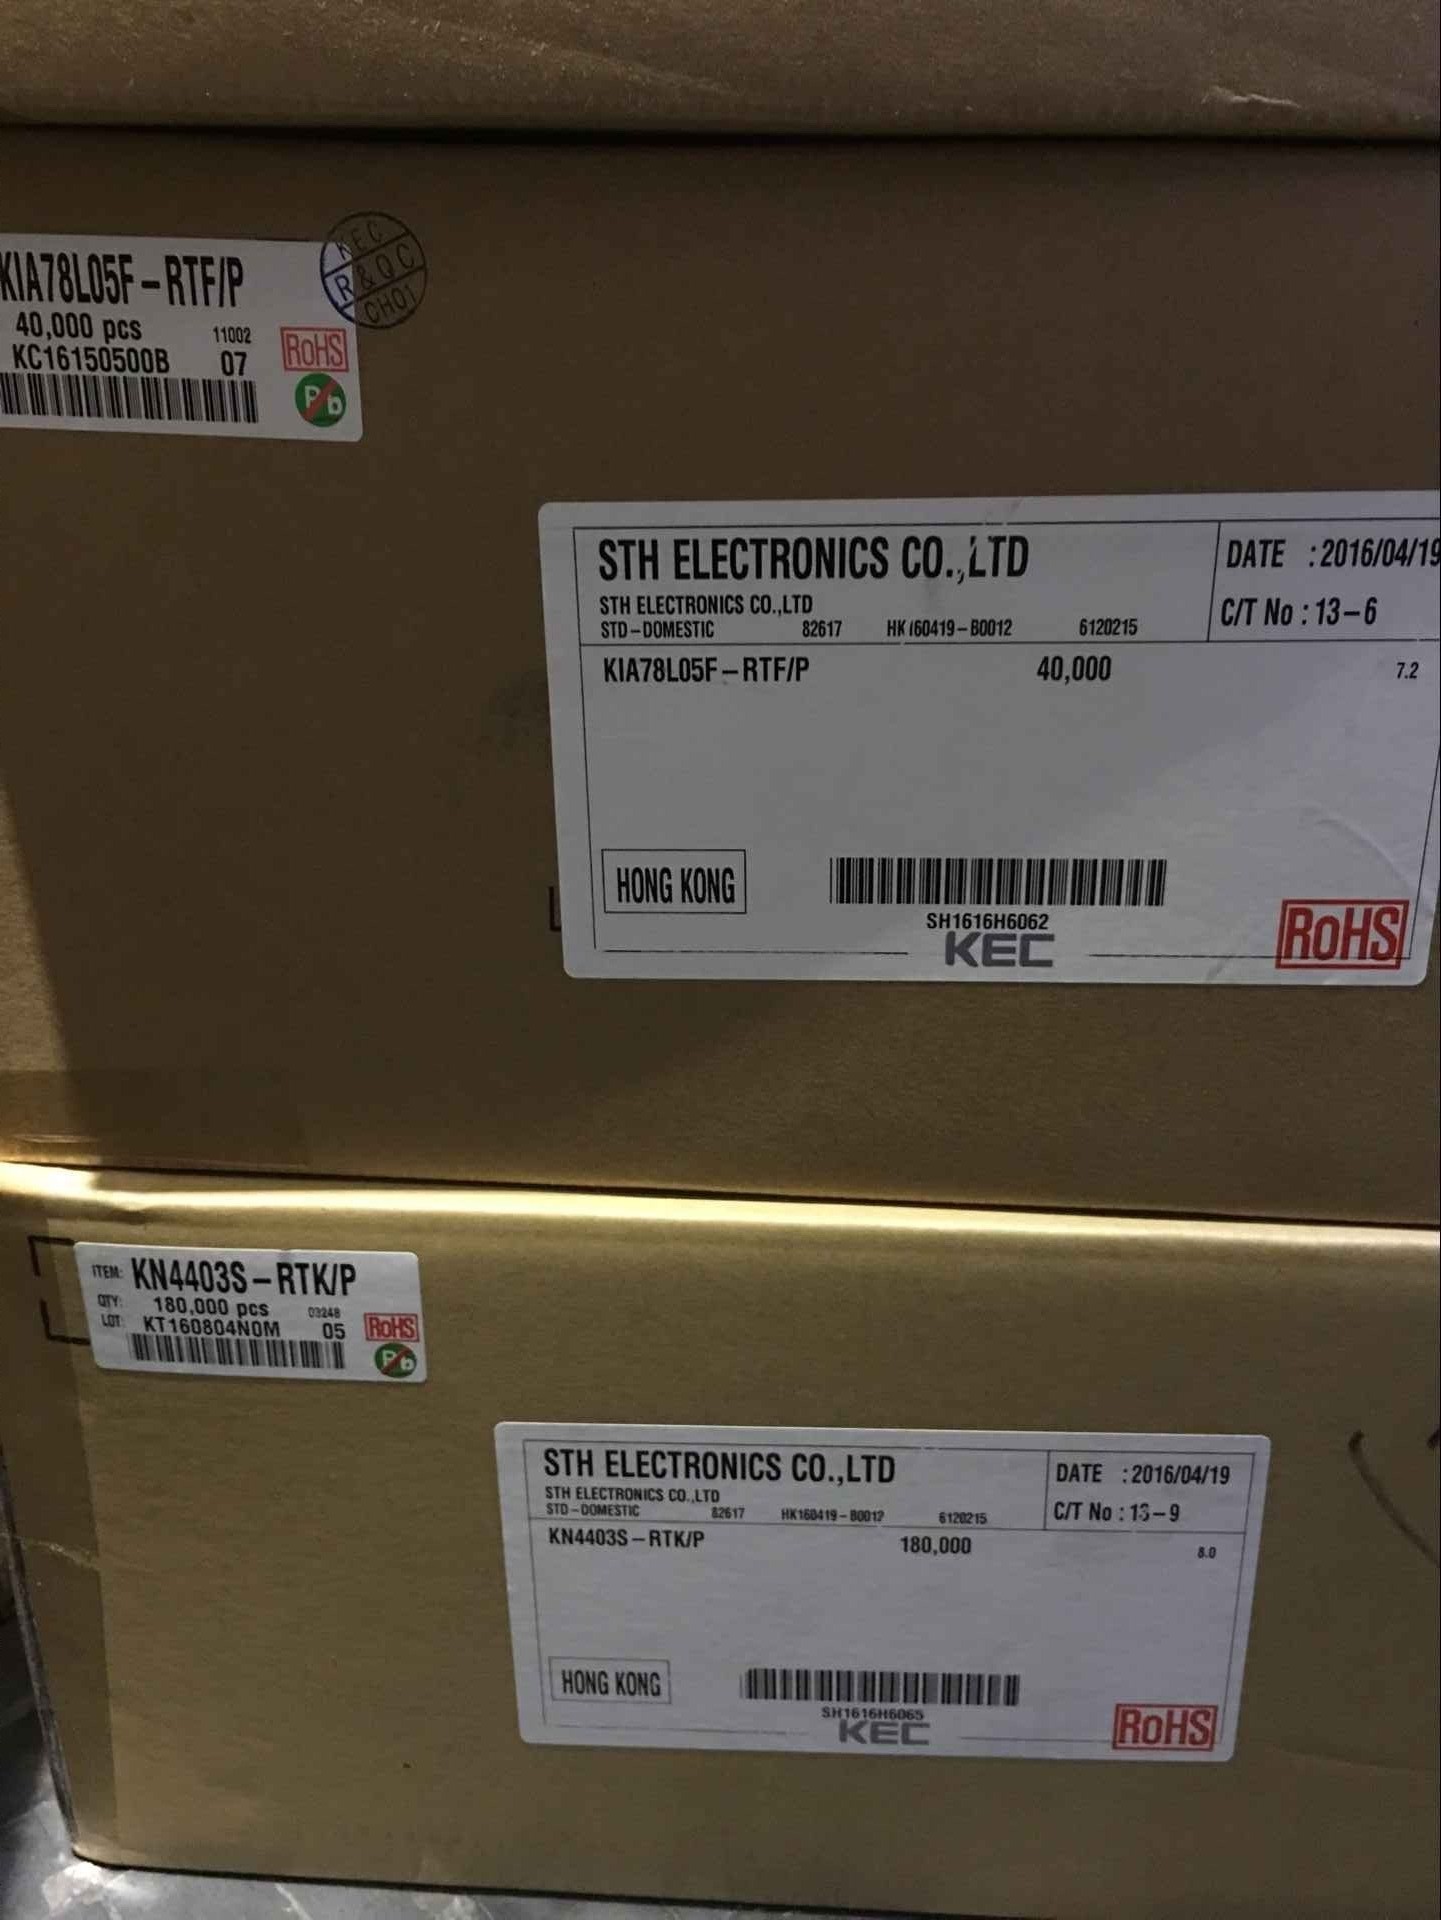 KIA78L05F-RTF/P
40,000 pcs 11002
KC16150500B 07
RoHS
Pb
KEC
R&QC
CHO1
STH ELECTRONICS CO.,LTD
STH ELECTRONICS CO.,LTD
STD-DOMESTIC 82617 HK160419-B0012 6120215
DATE : 2016/04/19
C/T No : 13-6
KIA78L05F-RTF/P 40,000 7.2
HONG KONG
SH1616H6062
KEC
RoHS
ITEM: KN4403S-RTK/P
QTY: 180,000 pcs 03248
LOT: KT160804N0M 05
RoHS
Pb
STH ELECTRONICS CO.,LTD
STH ELECTRONICS CO.,LTD
STD-DOMESTIC 82617 HK160419-B0012 6120215
DATE : 2016/04/19
C/T No : 13-9
KN4403S-RTK/P 180,000 8.0
HONG KONG
SH1616H6065
KEC
RoHS